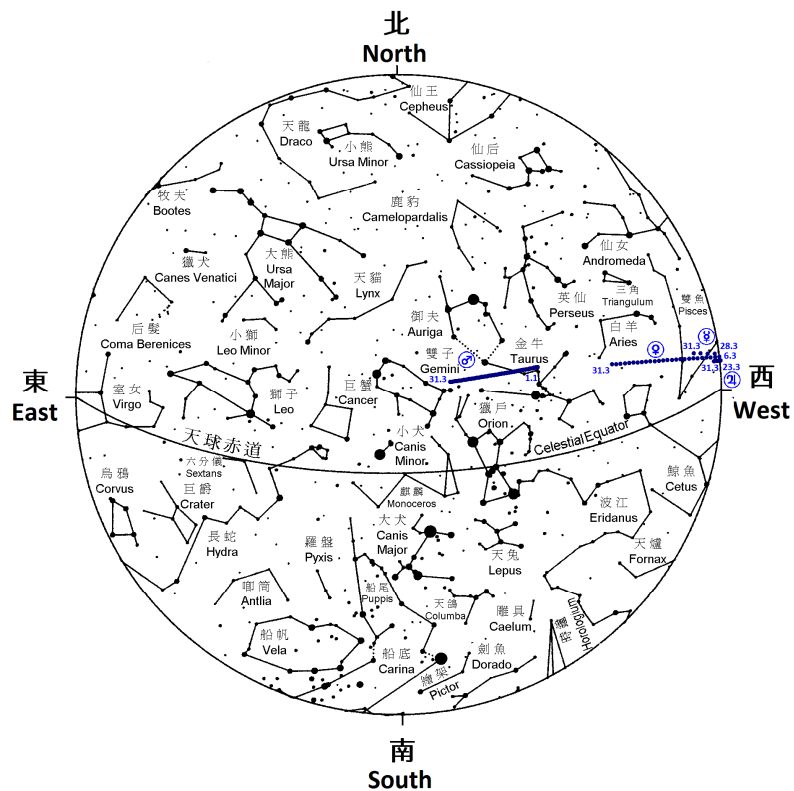 北
North
仙王
Cepheus
天龍
Draco
小熊
Ursa Minor
仙后
Cassiopeia
牧夫
Bootes
鹿豹
Camelopardalis
獵犬
Canes Venatici
大熊
Ursa
Major
天貓
Lynx
仙女
Andromeda
三角
Triangulum
雙魚
Pisces
英仙
Perseus
后髮
Coma Berenices
小獅
Leo Minor
御夫
Auriga
白羊
Aries
金牛
Taurus
雙子
Gemini
♂
♀
☿
♃
31.3
1.1
31.3
31.3
28.3
6.3
31.3
23.3
東
East
西
West
室女
Virgo
獅子
Leo
巨蟹
Cancer
獵戶
Orion
小犬
Canis
Minor
天球赤道
Celestial Equator
烏鴉
Corvus
六分儀
Sextans
巨爵
Crater
長蛇
Hydra
麒麟
Monoceros
鯨魚
Cetus
波江
Eridanus
羅盤
Pyxis
大犬
Canis
Major
天兔
Lepus
天爐
Fornax
唧筒
Antlia
船尾
Puppis
天鴿
Columba
雕具
Caelum
時鐘
Horologium
船帆
Vela
船底
Carina
繪架
Pictor
劍魚
Dorado
南
South